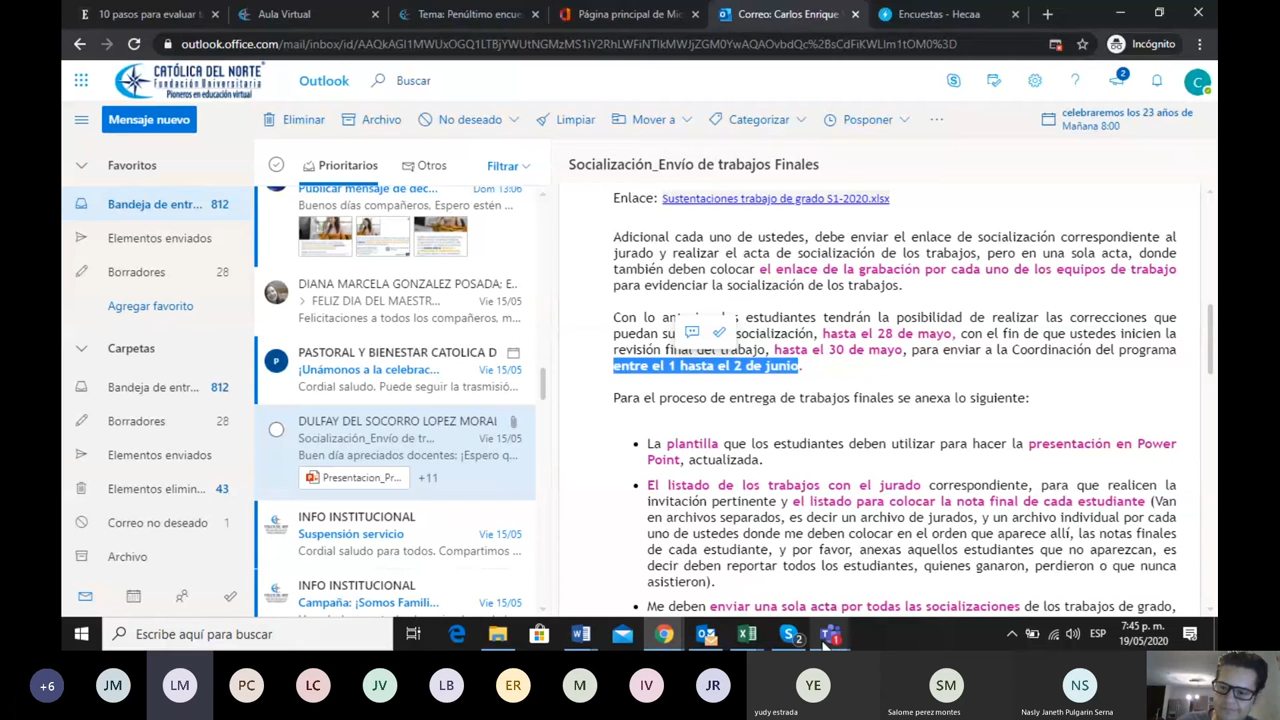 10 pasos para evaluar t
Aula Virtual
Tema: Penúltimo encue
Página principal de Mic
Correo: Carlos Enrique
Encuestas - Hecaa
outlook.office.com/mail/inbox/id/AAQkAGI1MWUxOGQ1LTBjYWUtNGMzMS1iY2RhLWFiNTlkMWJjZGM0YwAQAOvbdQc%2BsCdFiKWLIm1tOM0%3D
Incógnito
CATÓLICA DEL NORTE
Fundación Universitaria
Pioneros en educación virtual
Outlook
Buscar
2
C
Mensaje nuevo
Eliminar
Archivo
No deseado
Limpiar
Mover a
Categorizar
Posponer
celebraremos los 23 años de
Mañana 8:00
Favoritos
Bandeja de entr... 812
Elementos enviados
Borradores 28
Agregar favorito
Carpetas
Bandeja de entr... 812
Borradores 28
Elementos enviados
Elementos elimin... 43
Correo no deseado 1
Archivo
Prioritarios
Otros
Filtrar
Publicar mensaje de dec... Dom 13:06
Buenos días compañeros, Espero estén ...
DIANA MARCELA GONZALEZ POSADA; E..
FELIZ DIA DEL MAESTR... Vie 15/05
Felicitaciones a todos los compañeros, m...
P
PASTORAL Y BIENESTAR CATOLICA D
¡Unámonos a la celebrac... Vie 15/05
Cordial saludo. Puede seguir la trasmisió...
DULFAY DEL SOCORRO LOPEZ MORAL
Socialización_Envío de tr... Vie 15/05
Buen día apreciados docentes: ¡Espero q...
Presentacion_Pr... +11
INFO INSTITUCIONAL
Suspensión servicio Vie 15/05
Cordial saludo para todos. Compartimos ...
INFO INSTITUCIONAL
Campaña: ¡Somos Famili... Vie 15/05
Socialización_Envío de trabajos Finales
Enlace: Sustentaciones trabajo de grado S1-2020.xlsx
Adicional cada uno de ustedes, debe enviar el enlace de socialización correspondiente al
jurado y realizar el acta de socialización de los trabajos, pero en una sola acta, donde
también deben colocar el enlace de la grabación por cada uno de los equipos de trabajo
para evidenciar la socialización de los trabajos.
Con lo estudiantes tendrán la posibilidad de realizar las correcciones que
puedan socialización, hasta el 28 de mayo, con el fin de que ustedes inicien la
revisión final del trabajo, hasta el 30 de mayo, para enviar a la Coordinación del programa
entre el 1 hasta el 2 de junio.
Para el proceso de entrega de trabajos finales se anexa lo siguiente:
• La plantilla que los estudiantes deben utilizar para hacer la presentación en Power
Point, actualizada.
• El listado de los trabajos con el jurado correspondiente, para que realicen la
invitación pertinente y el listado para colocar la nota final de cada estudiante (Van
en archivos separados, es decir un archivo de jurados, y un archivo individual por cada
uno de ustedes donde me deben colocar en el orden que aparece allí, las notas finales
de cada estudiante, y por favor, anexas aquellos estudiantes que no aparezcan, es
decir deben reportar todos los estudiantes, quienes ganaron, perdieron o que nunca
asistieron).
• Me deben enviar una sola acta por todas las socializaciones de los trabajos de grado,
Escribe aquí para buscar
2
1
ESP
7:45 p. m.
19/05/2020
+6
JM
LM
PC
LC
JV
LB
ER
M
IV
JR
YE
yudy estrada
SM
Salome perez montes
NS
Nasly Janeth Pulgarin Serna